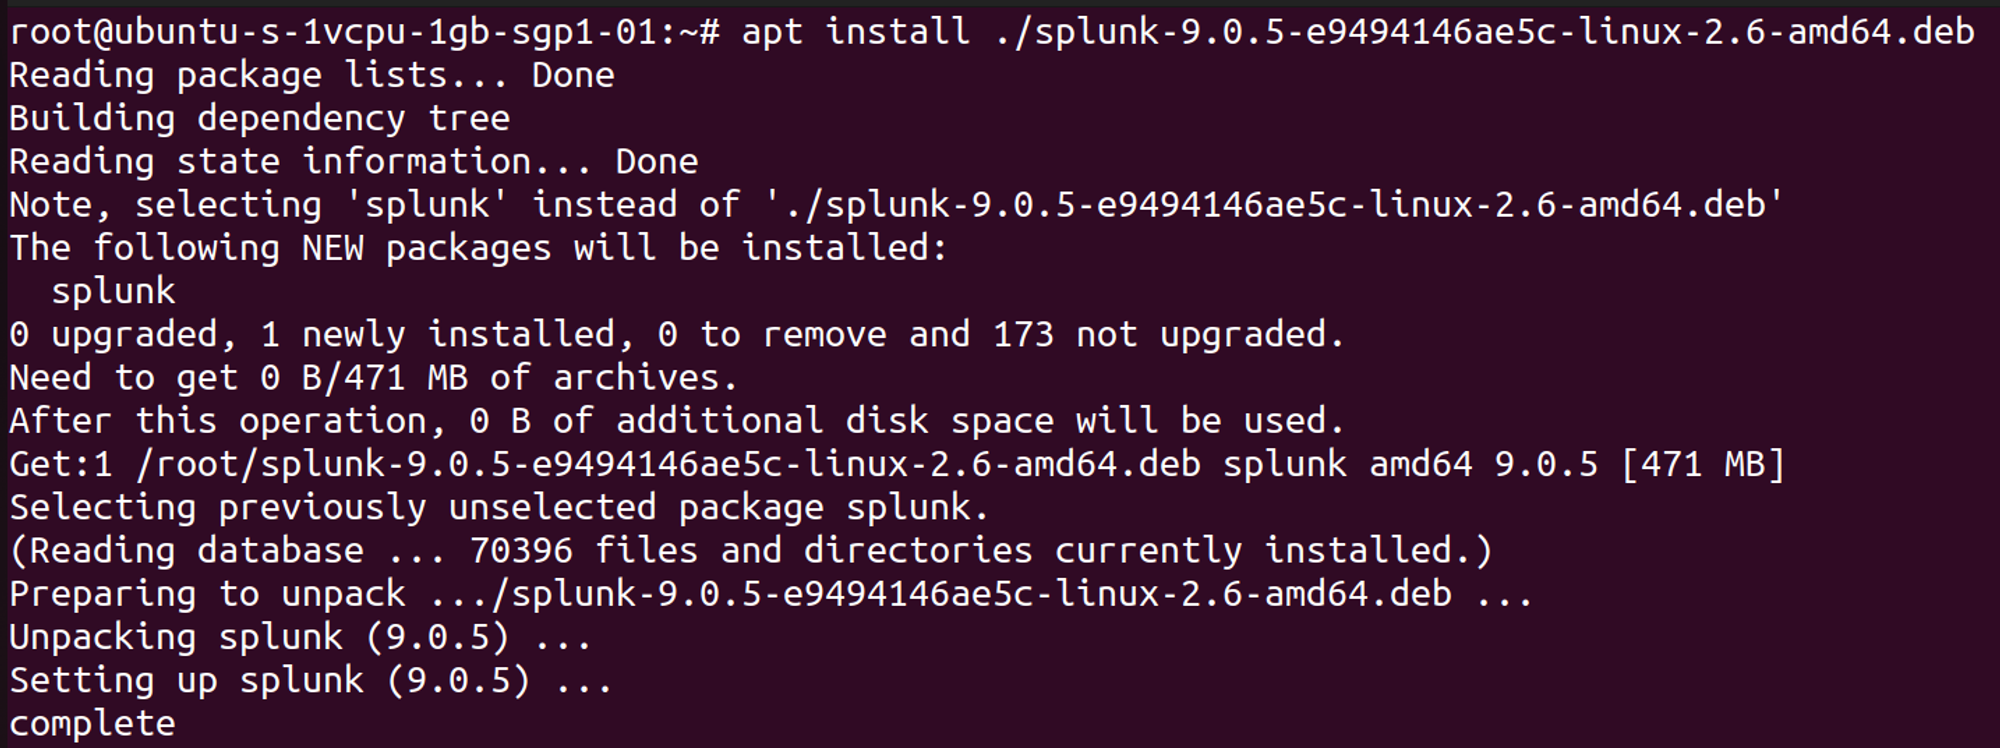 root@ubuntu-s-1vcpu-1gb-sgp1-01:~# apt install ./splunk-9.0.5-e9494146ae5c-linux-2.6-amd64.deb
Reading package lists... Done
Building dependency tree
Reading state information... Done
Note, selecting 'splunk' instead of './splunk-9.0.5-e9494146ae5c-linux-2.6-amd64.deb'
The following NEW packages will be installed:
  splunk
0 upgraded, 1 newly installed, 0 to remove and 173 not upgraded.
Need to get 0 B/471 MB of archives.
After this operation, 0 B of additional disk space will be used.
Get:1 /root/splunk-9.0.5-e9494146ae5c-linux-2.6-amd64.deb splunk amd64 9.0.5 [471 MB]
Selecting previously unselected package splunk.
(Reading database ... 70396 files and directories currently installed.)
Preparing to unpack .../splunk-9.0.5-e9494146ae5c-linux-2.6-amd64.deb ...
Unpacking splunk (9.0.5) ...
Setting up splunk (9.0.5) ...
complete